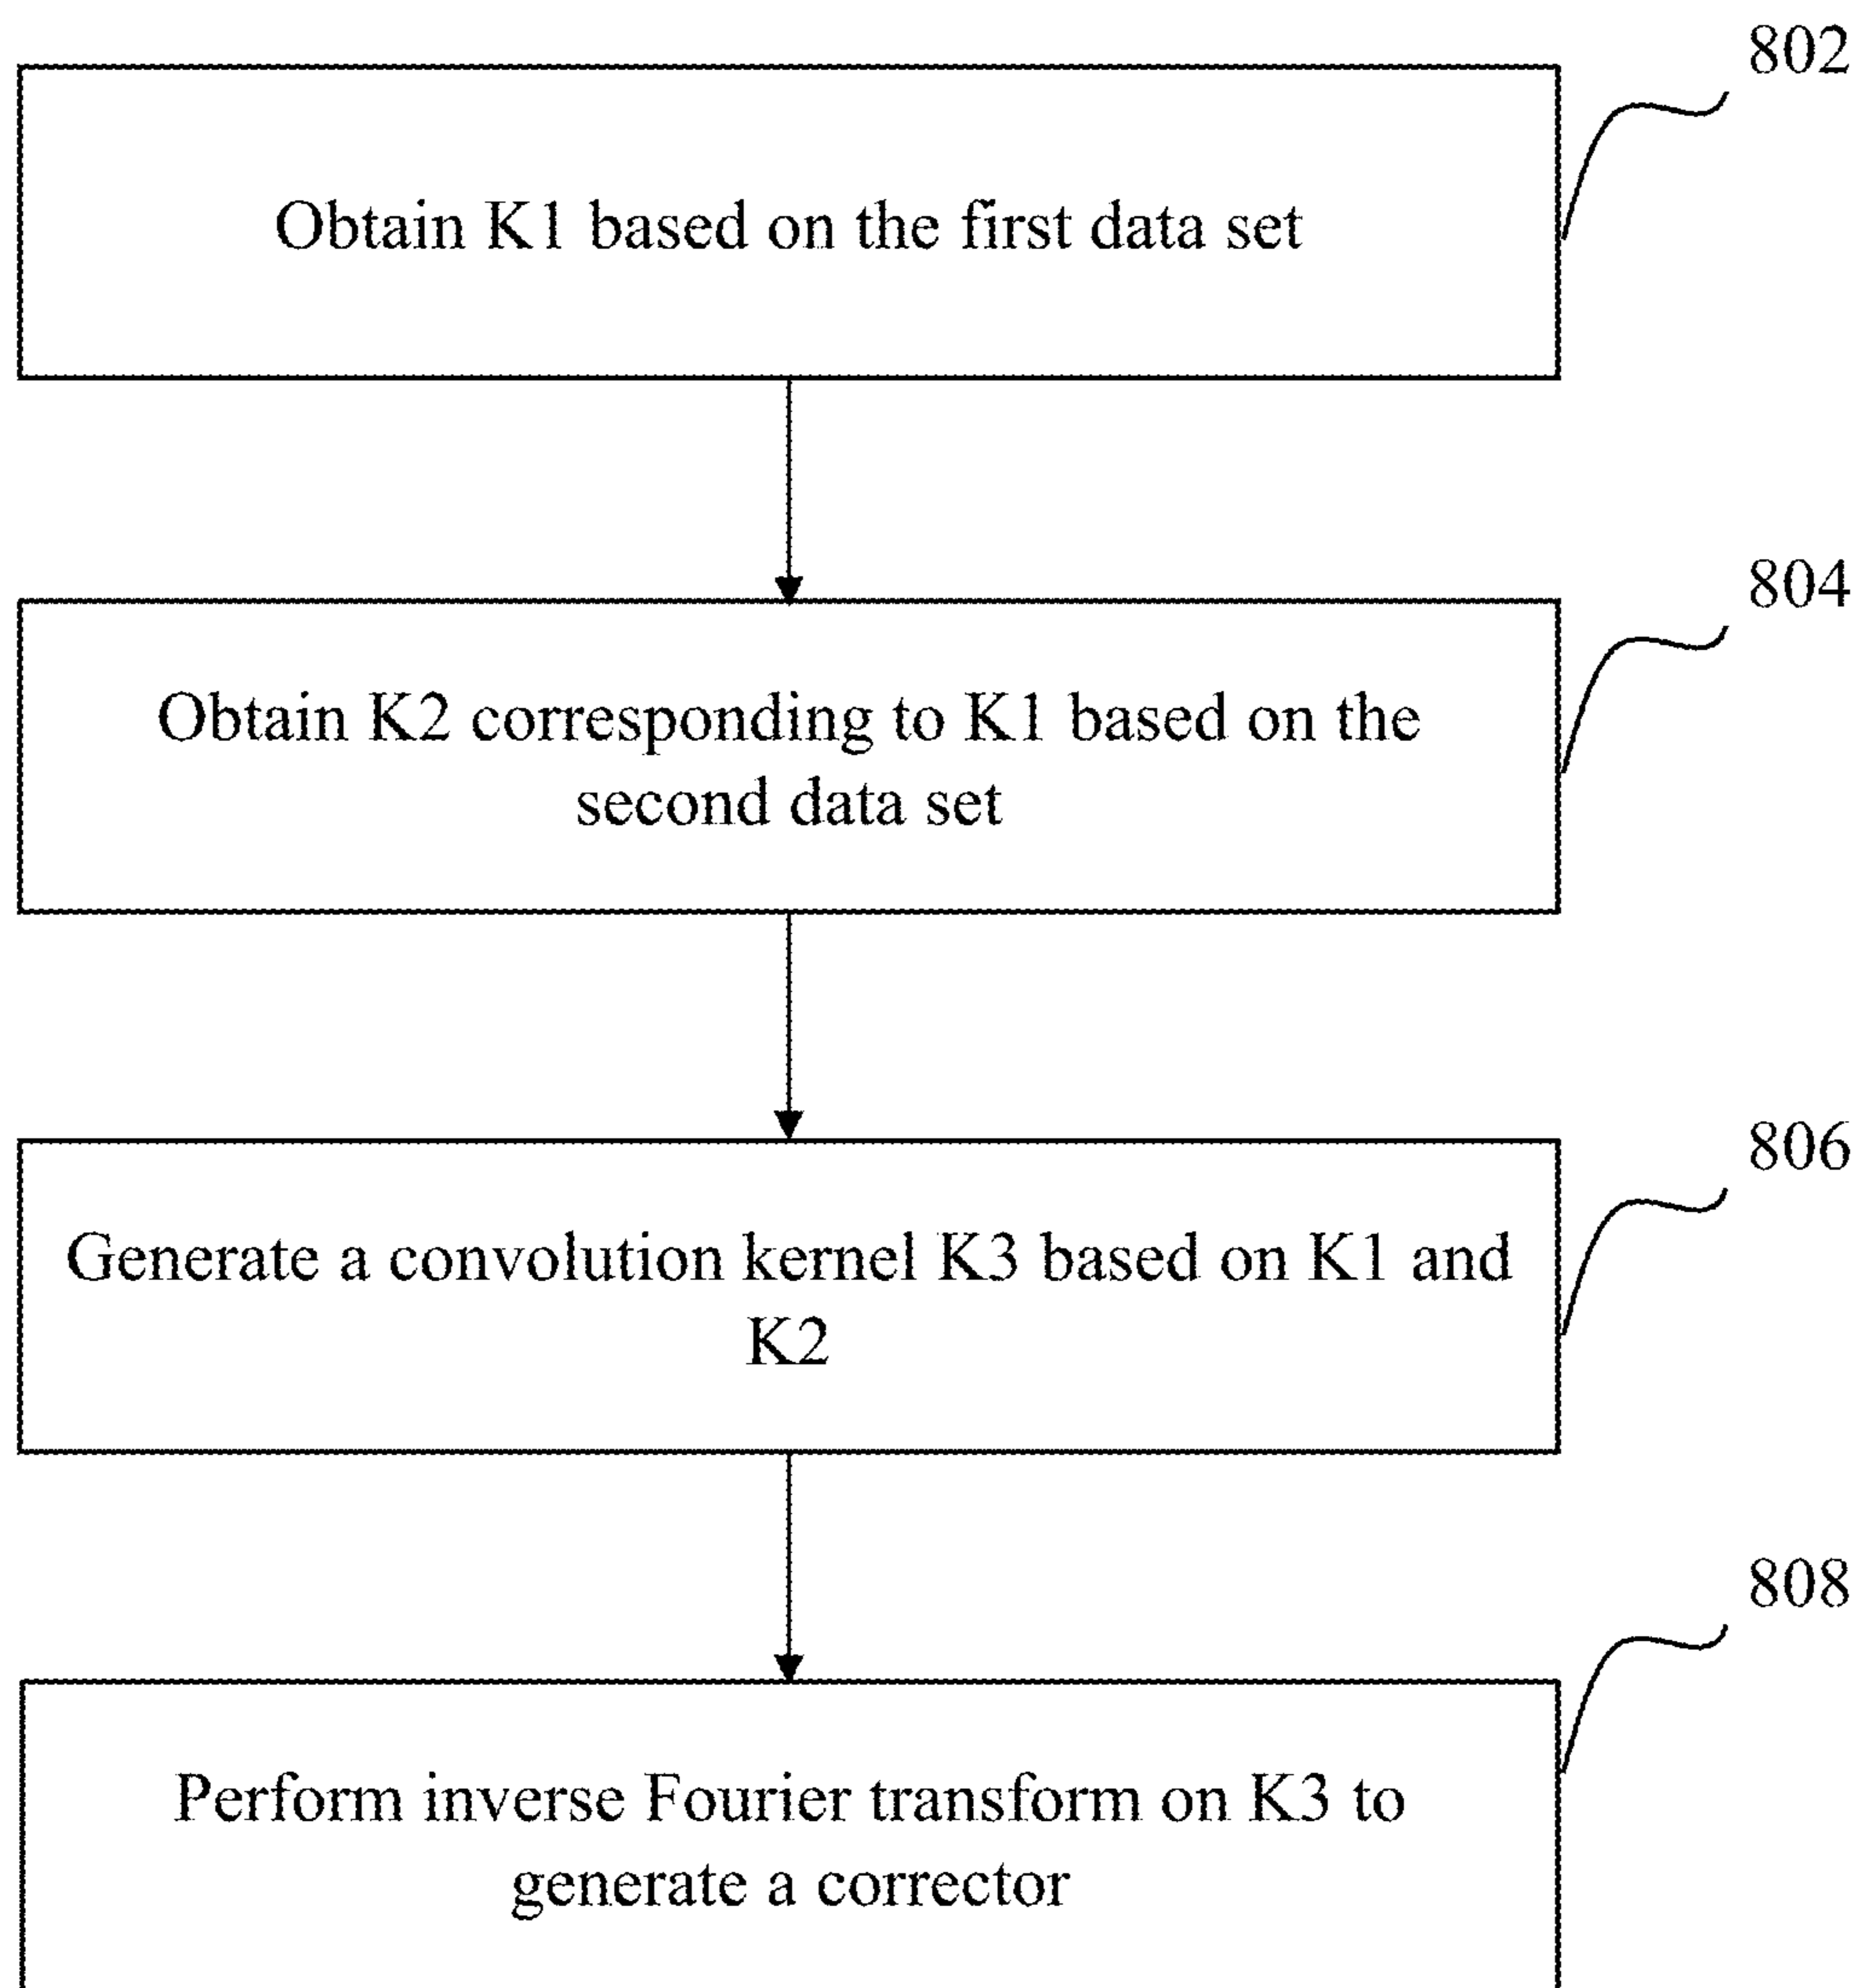 802
Obtain K1 based on the first data set
804
Obtain K2 corresponding to K1 based on the
second data set
806
Generate a convolution kernel K3 based on K1 and
K2
808
Perform inverse Fourier transform on K3 to
generate a corrector